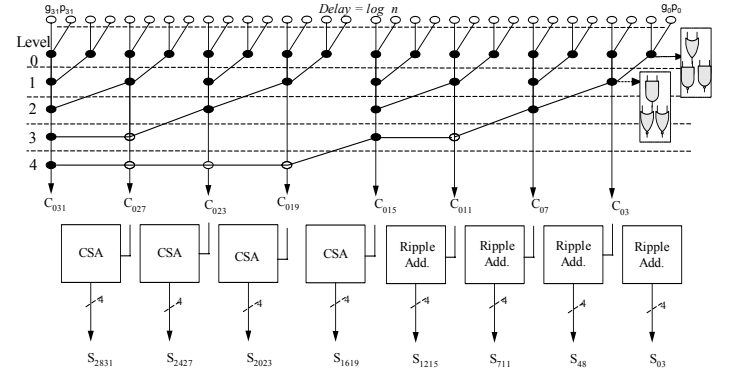 g31p31 Delay = log n g0p0
Level
0
1
2
3
4
C031 C027 C023 C019 C015 C011 C07 C03
CSA CSA CSA CSA Ripple Add. Ripple Add. Ripple Add. Ripple Add.
4 4 4 4 4 4 4 4
S2831 S2427 S2023 S1619 S1215 S711 S48 S03